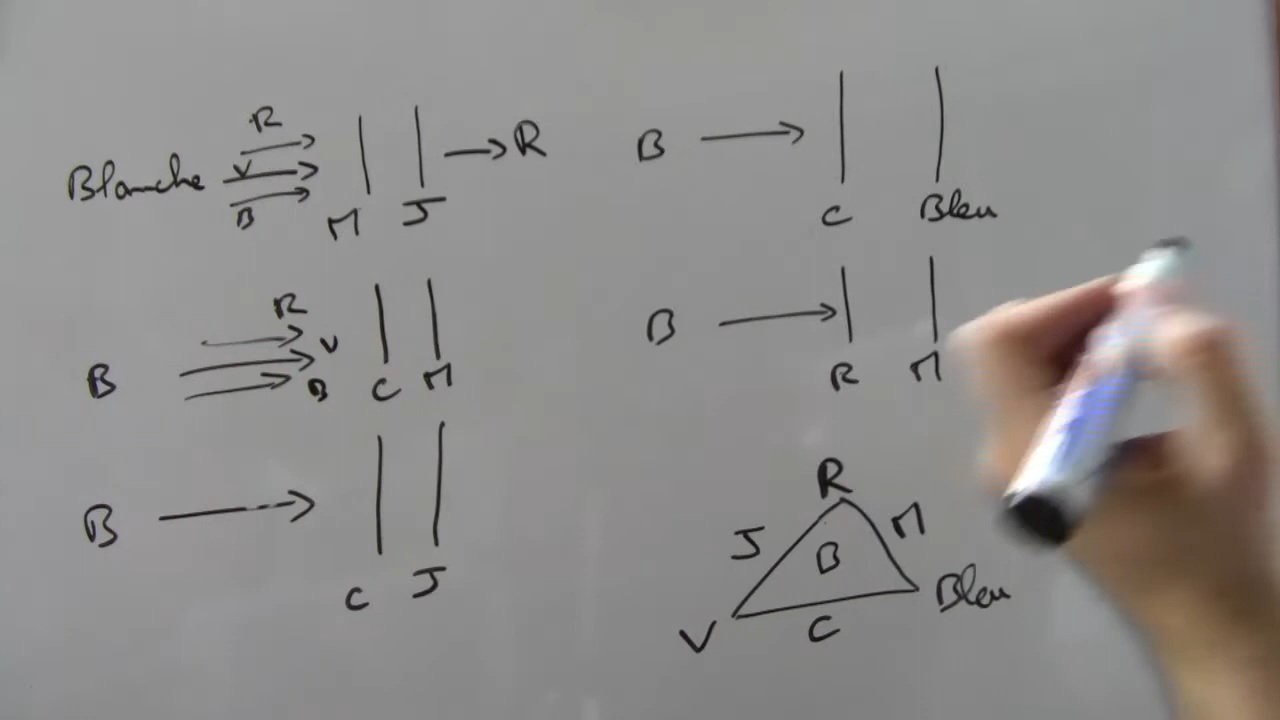 R
Blanche V → R
B
M J
R
B V
B C M
B →
C J
B →
C Bleu
B →
R M
R
J B M
V C Bleu